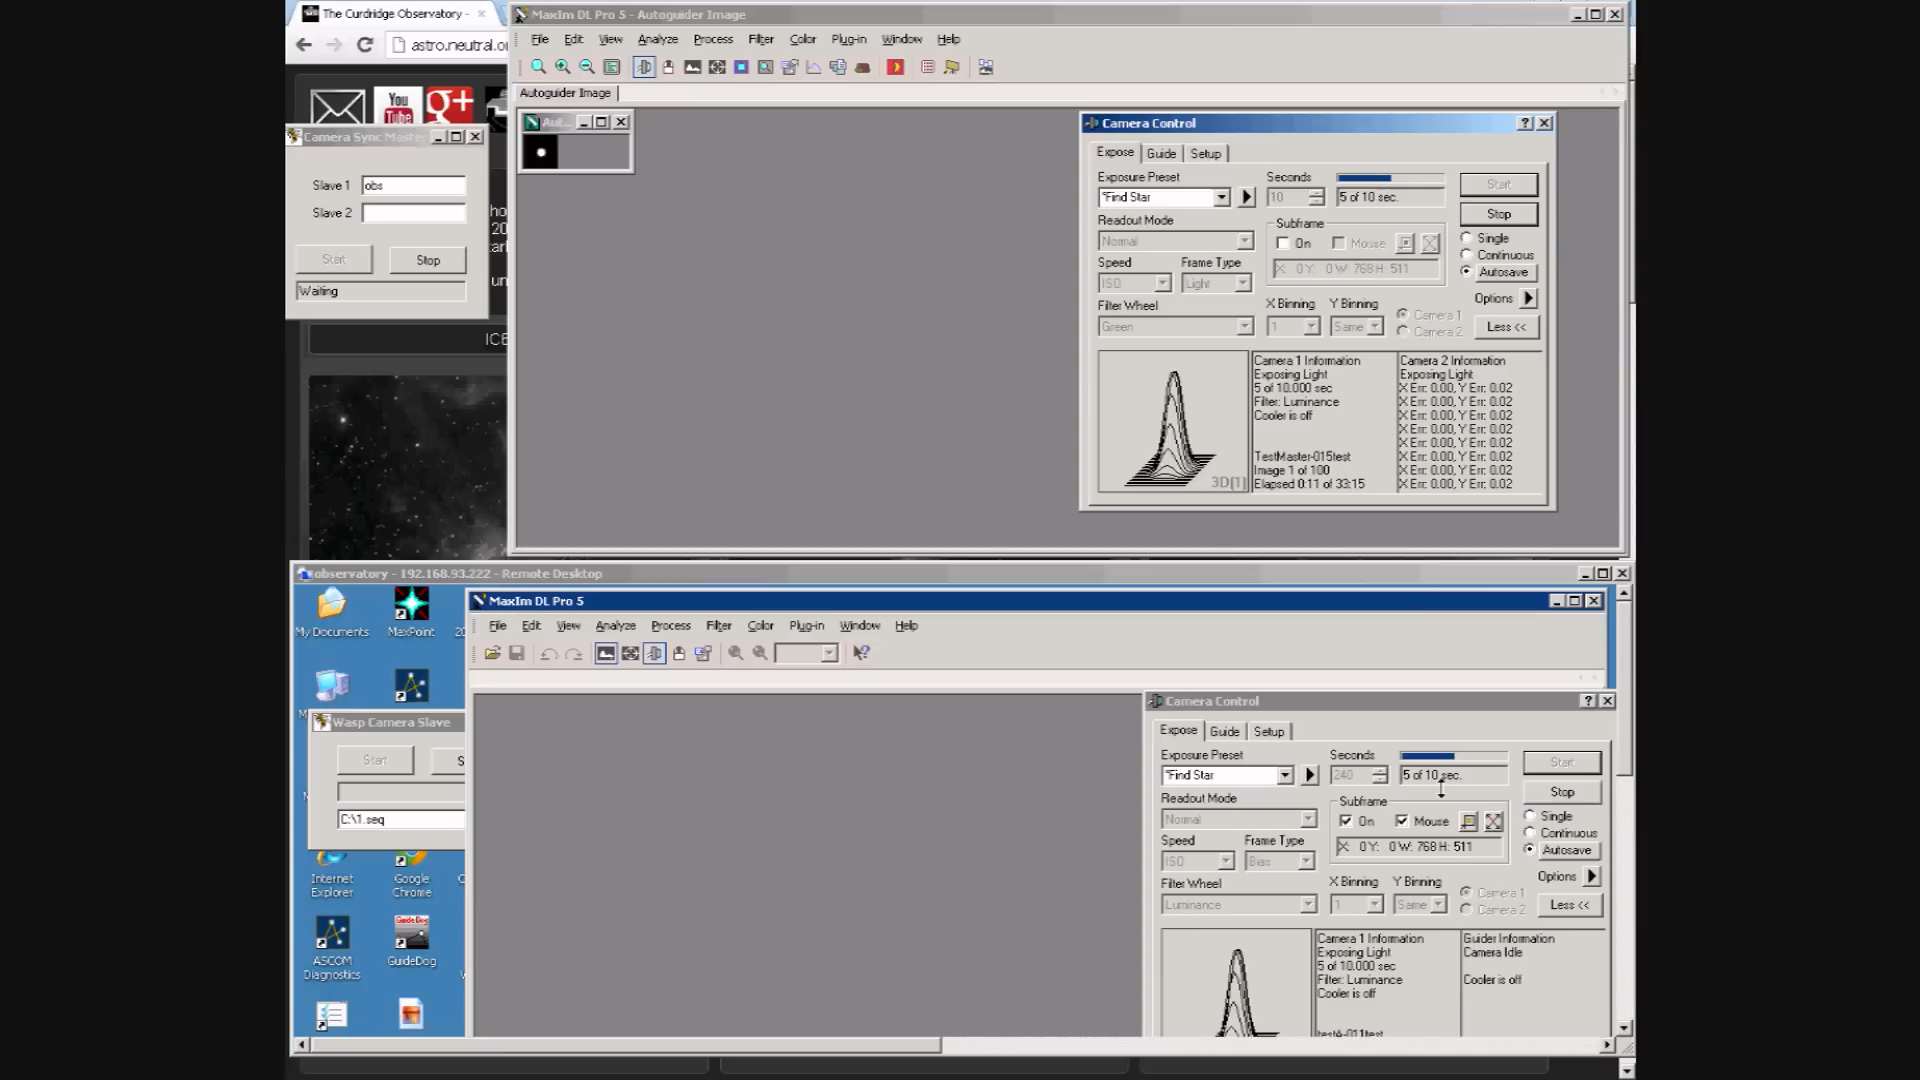 The Curdridge Observatory -
astro.neutral.or
You
Tube
g+
Camera Sync Maste
Slave 1 obs
Slave 2
Start Stop
Waiting
ho
20
tarl
un
ICE
MaxIm DL Pro 5 - Autoguider Image
File Edit View Analyze Process Filter Color Plug-in Window Help
Autoguider Image
Aut...
Camera Control
Expose Guide Setup
Exposure Preset Seconds
*Find Star 10 5 of 10 sec. Start
Readout Mode Subframe Stop
Normal On Mouse Single
Speed Frame Type Continuous
ISO Light X: 0 Y: 0 W: 768 H: 511 Autosave
Filter Wheel X Binning Y Binning Options
Green 1 Same Camera 1
Camera 2 Less <<
3D[1]
Camera 1 Information
Exposing Light
5 of 10.000 sec
Filter: Luminance
Cooler is off
TestMaster-015test
Image 1 of 100
Elapsed 0:11 of 33:15
Camera 2 Information
Exposing Light
X Err: 0.00, Y Err: 0.02
X Err: 0.00, Y Err: 0.02
X Err: 0.00, Y Err: 0.02
X Err: 0.00, Y Err: 0.02
X Err: 0.00, Y Err: 0.02
X Err: 0.00, Y Err: 0.02
X Err: 0.00, Y Err: 0.02
X Err: 0.00, Y Err: 0.02
observatory - 192.168.93.222 - Remote Desktop
My Documents
MaxPoint
20
M
Wasp Camera Slave
Start S
C:\1.seq
Internet
Explorer
Google
Chrome
C
ASCOM
Diagnostics
Guide Dog
GuideDog
MaxIm DL Pro 5
File Edit View Analyze Process Filter Color Plug-in Window Help
Camera Control
Expose Guide Setup
Exposure Preset Seconds
*Find Star 240 5 of 10 sec. Start
Readout Mode Subframe Stop
Normal On Mouse Single
Speed Frame Type Continuous
ISO Bias X: 0 Y: 0 W: 768 H: 511 Autosave
Filter Wheel X Binning Y Binning Options
Luminance 1 Same Camera 1
Camera 2 Less <<
Camera 1 Information
Exposing Light
5 of 10.000 sec
Filter: Luminance
Cooler is off
testA-011test
Guider Information
Camera Idle
Cooler is off